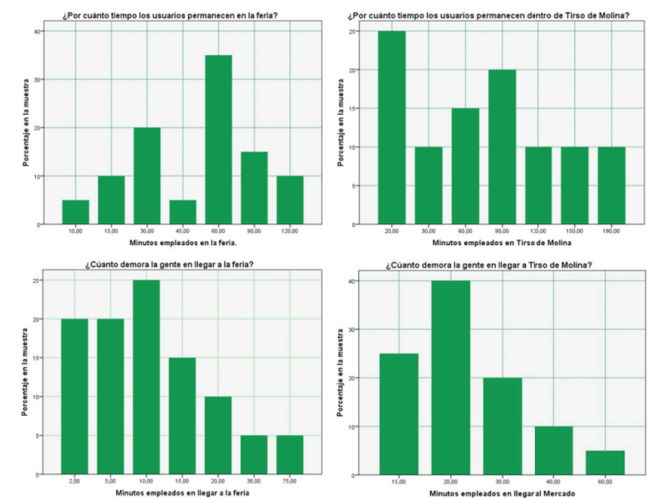 ¿Por cuánto tiempo los usuarios permanecen en la feria?
Porcentaje en la muestra
40
30
20
10
0
10,00 15,00 30,00 40,00 60,00 90,00 120,00
Minutos empleados en la feria.
¿Por cuánto tiempo los usuarios permanecen dentro de Tirso de Molina?
Porcentaje en la muestra
25
20
15
10
5
0
20,00 30,00 60,00 90,00 120,00 150,00 180,00
Minutos empleados en Tirso de Molina
¿Cúanto demora la gente en llegar a la feria?
Porcentaje en la muestra
25
20
15
10
5
0
2,00 5,00 10,00 15,00 20,00 30,00 75,00
Minutos empleados en llegar a la feria
¿Cúanto demora la gente en llegar a Tirso de Molina?
Porcentaje en la muestra
40
30
20
10
0
15,00 20,00 30,00 40,00 60,00
Minutos empleados en llegar al Mercado